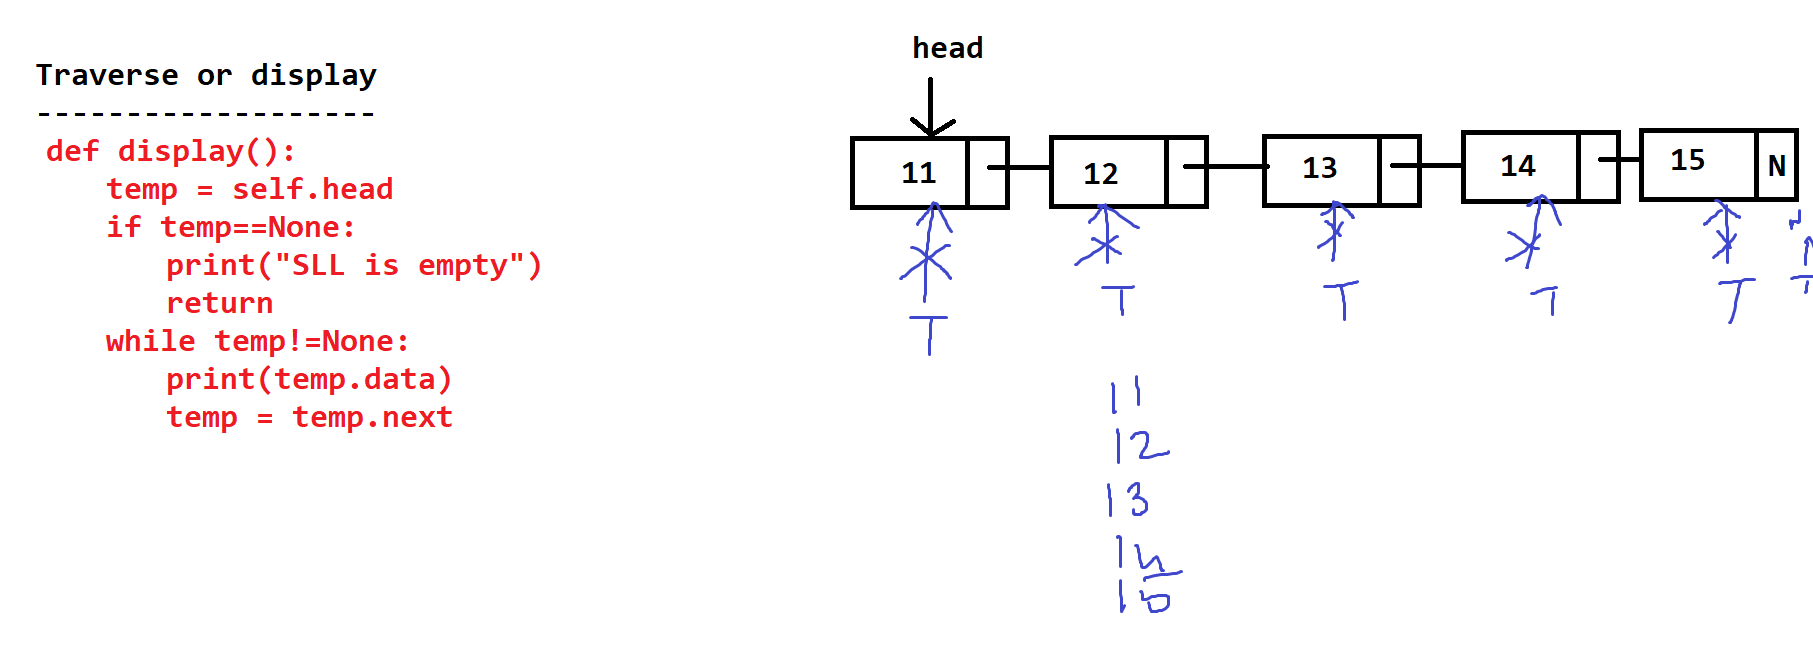 Traverse or display
-------------------
def display():
    temp = self.head
    if temp==None:
        print("SLL is empty")
        return
    while temp!=None:
        print(temp.data)
        temp = temp.next
head
11 12 13 14 15 N
T T T T T
11
12
13
14
15